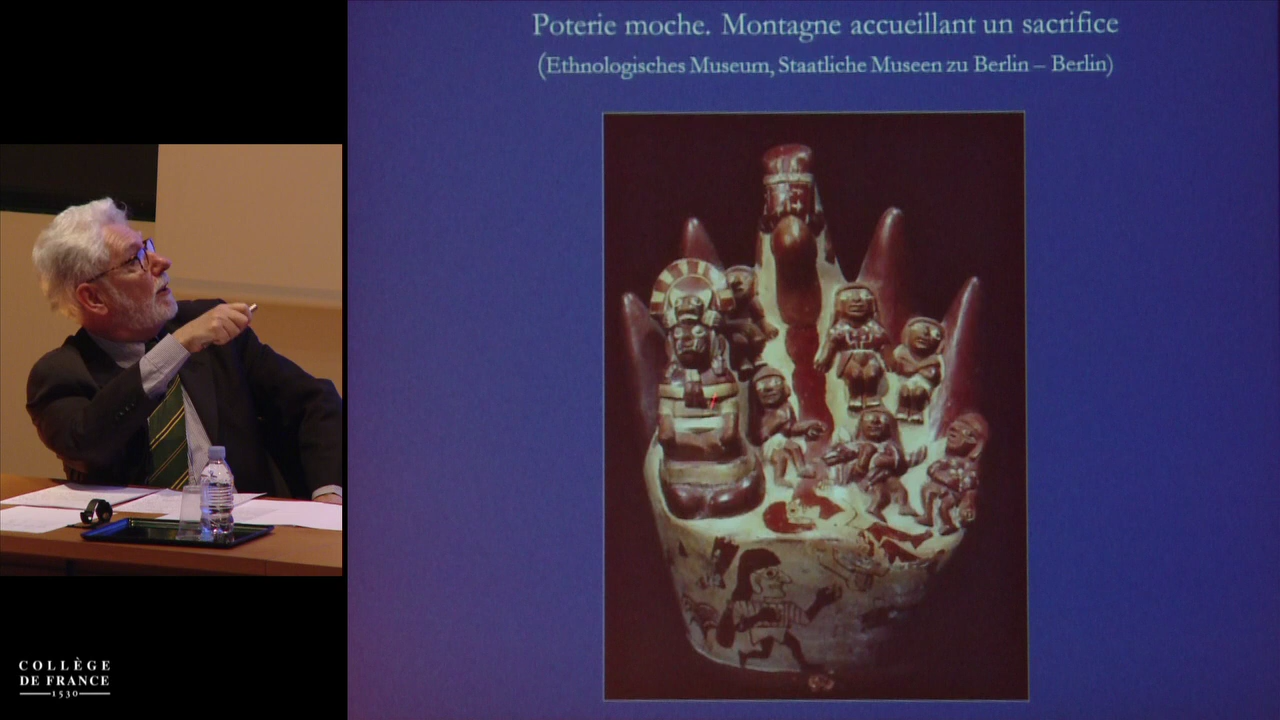 Poterie moche. Montagne accueillant un sacrifice
(Ethnologisches Museum, Staatliche Museen zu Berlin – Berlin)
COLLÈGE
DE FRANCE
1530